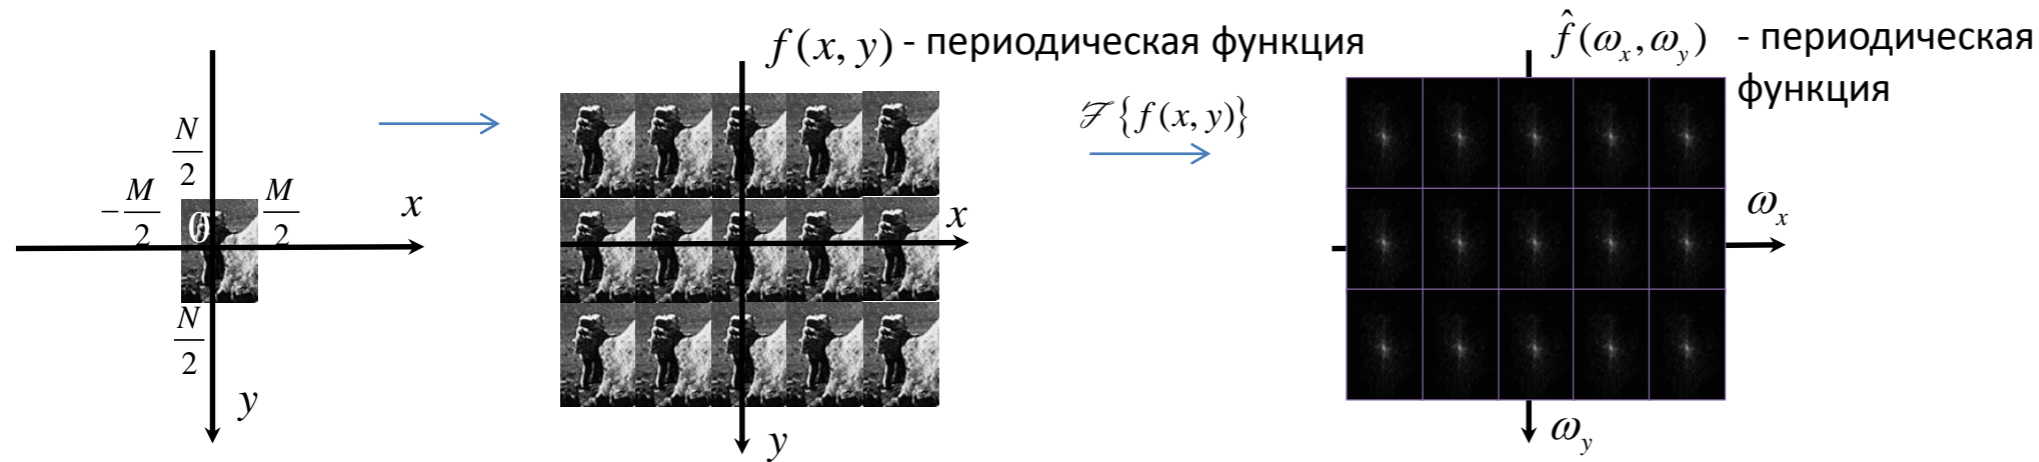 f(x, y) - периодическая функция
f̂(ω_x, ω_y) - периодическая
функция
ℱ{f(x, y)}
N/2
-M/2
0
M/2
x
x
ω_x
N/2
y
y
ω_y